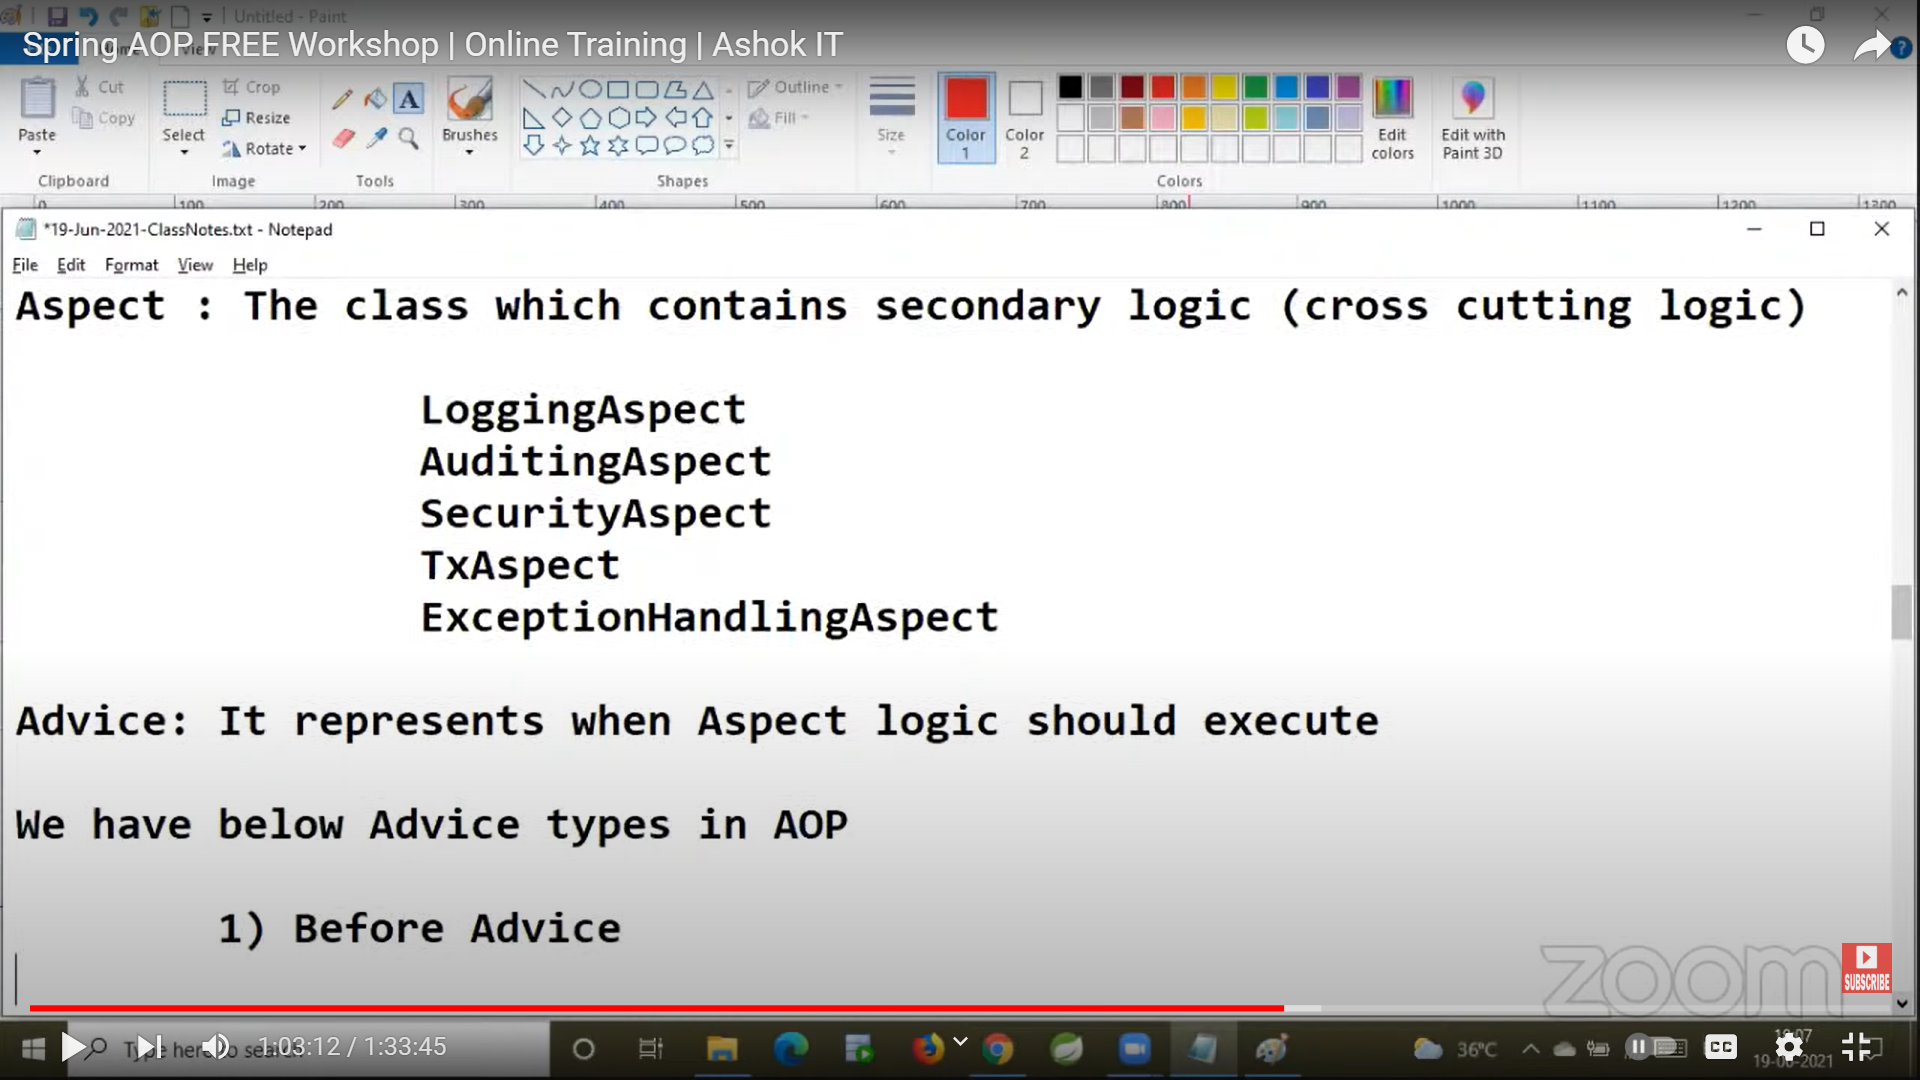 Untitled - Paint
Spring AOP FREE Workshop | Online Training | Ashok IT
View
Cut
Crop
Outline
Copy
Resize
Fill
Paste
Select
Rotate
Brushes
Size
Color 1
Color 2
Edit colors
Edit with Paint 3D
Clipboard
Image
Tools
Shapes
Colors
0 100 200 300 400 500 600 700 800 900 1000 1100 1200 1300
*19-Jun-2021-ClassNotes.txt - Notepad
File Edit Format View Help
Aspect : The class which contains secondary logic (cross cutting logic)
LoggingAspect
AuditingAspect
SecurityAspect
TxAspect
ExceptionHandlingAspect
Advice: It represents when Aspect logic should execute
We have below Advice types in AOP
1) Before Advice
zoom
SUBSCRIBE
Type here to search
1:03:12 / 1:33:45
36°C
CC